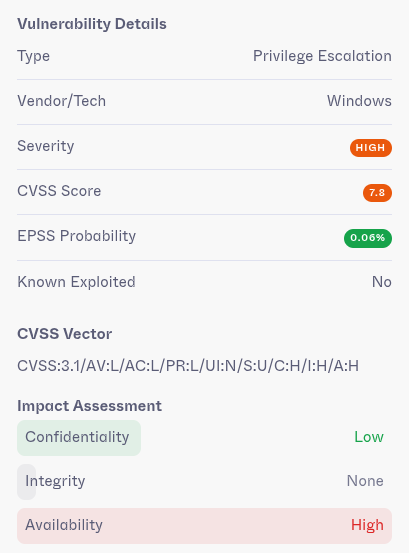 Vulnerability Details
Type Privilege Escalation
Vendor/Tech Windows
Severity HIGH
CVSS Score 7.8
EPSS Probability 0.06%
Known Exploited No
CVSS Vector
CVSS:3.1/AV:L/AC:L/PR:L/UI:N/S:U/C:H/I:H/A:H
Impact Assessment
Confidentiality Low
Integrity None
Availability High